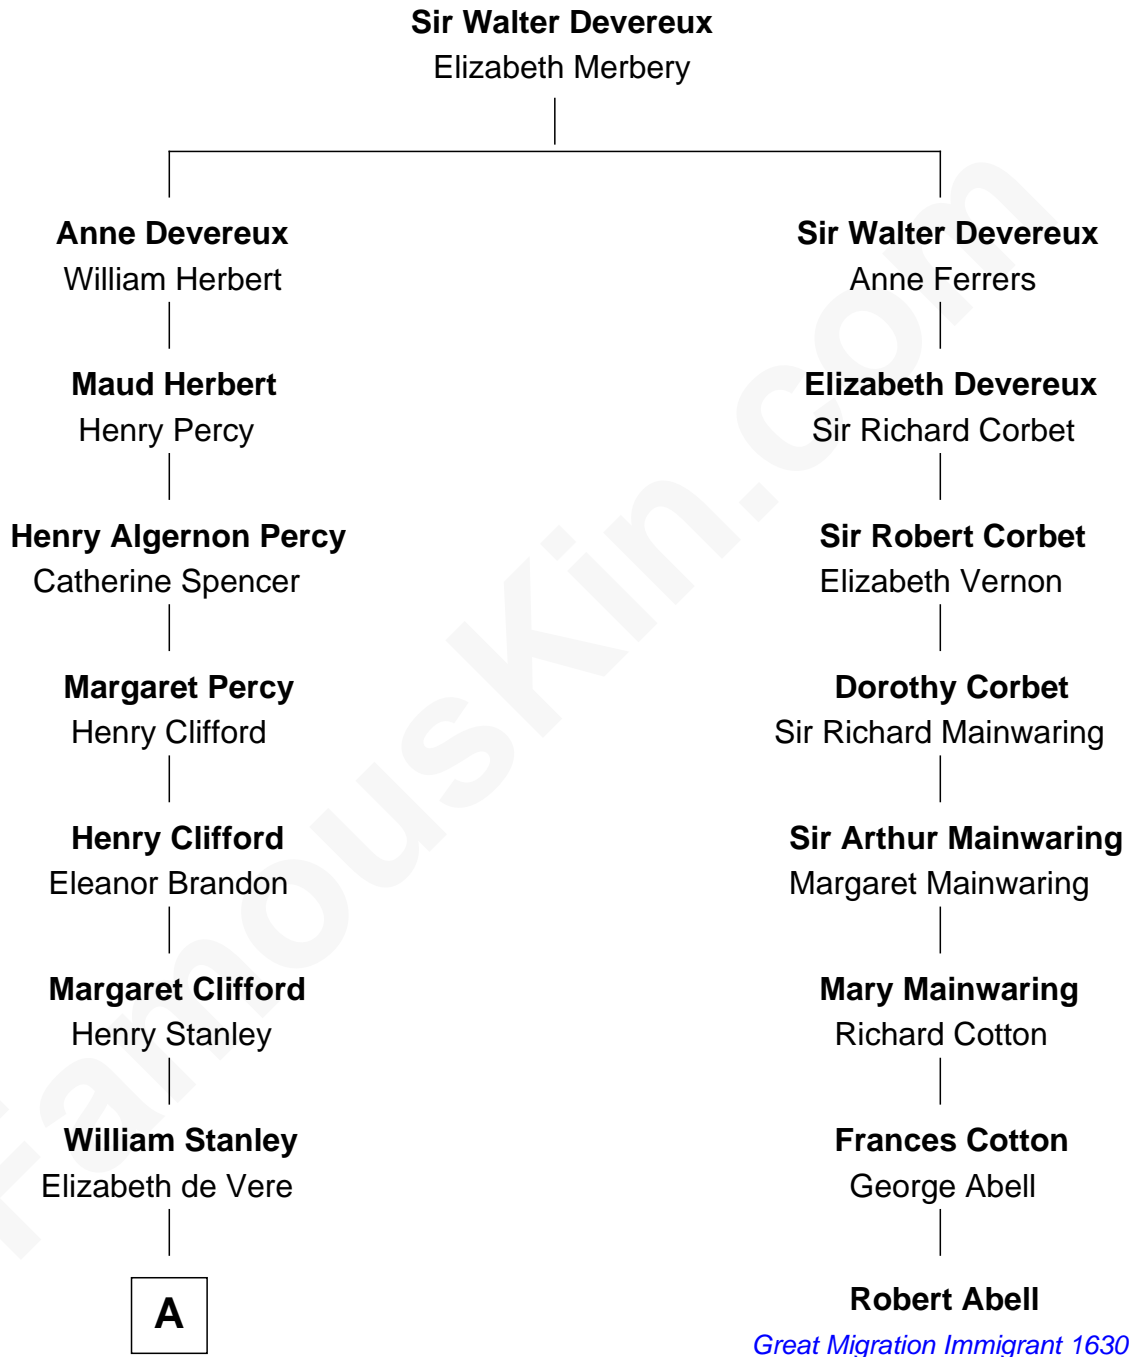 Sir Walter Devereux
Elizabeth Merbery
Anne Devereux
William Herbert
Sir Walter Devereux
Anne Ferrers
Maud Herbert
Henry Percy
Elizabeth Devereux
Sir Richard Corbet
Henry Algernon Percy
Catherine Spencer
Sir Robert Corbet
Elizabeth Vernon
Margaret Percy
Henry Clifford
Dorothy Corbet
Sir Richard Mainwaring
Henry Clifford
Eleanor Brandon
Sir Arthur Mainwaring
Margaret Mainwaring
Margaret Clifford
Henry Stanley
Mary Mainwaring
Richard Cotton
William Stanley
Elizabeth de Vere
Frances Cotton
George Abell
A
Robert Abell
Great Migration Immigrant 1630
FamousKin.com